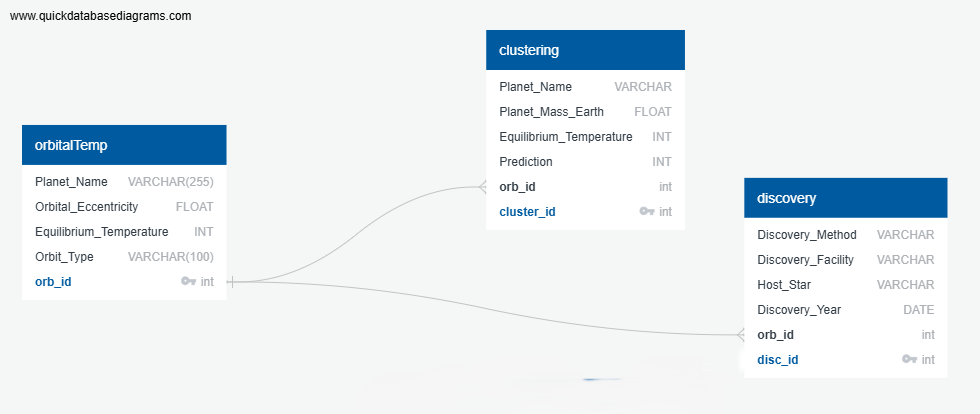 www.quickdatabasediagrams.com
orbitalTemp
Planet_Name VARCHAR(255)
Orbital_Eccentricity FLOAT
Equilibrium_Temperature INT
Orbit_Type VARCHAR(100)
orb_id int
clustering
Planet_Name VARCHAR
Planet_Mass_Earth FLOAT
Equilibrium_Temperature INT
Prediction INT
orb_id int
cluster_id int
discovery
Discovery_Method VARCHAR
Discovery_Facility VARCHAR
Host_Star VARCHAR
Discovery_Year DATE
orb_id int
disc_id int